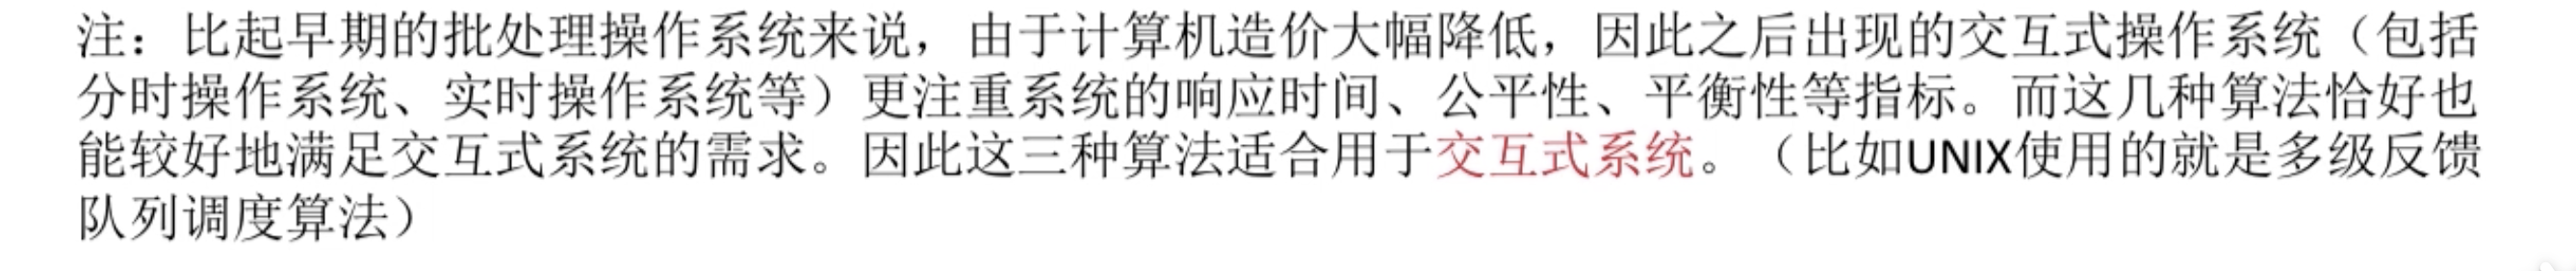 注：比起早期的批处理操作系统来说，由于计算机造价大幅降低，因此之后出现的交互式操作系统（包括
分时操作系统、实时操作系统等）更注重系统的响应时间、公平性、平衡性等指标。而这几种算法恰好也
能较好地满足交互式系统的需求。因此这三种算法适合用于交互式系统。（比如UNIX使用的就是多级反馈
队列调度算法）